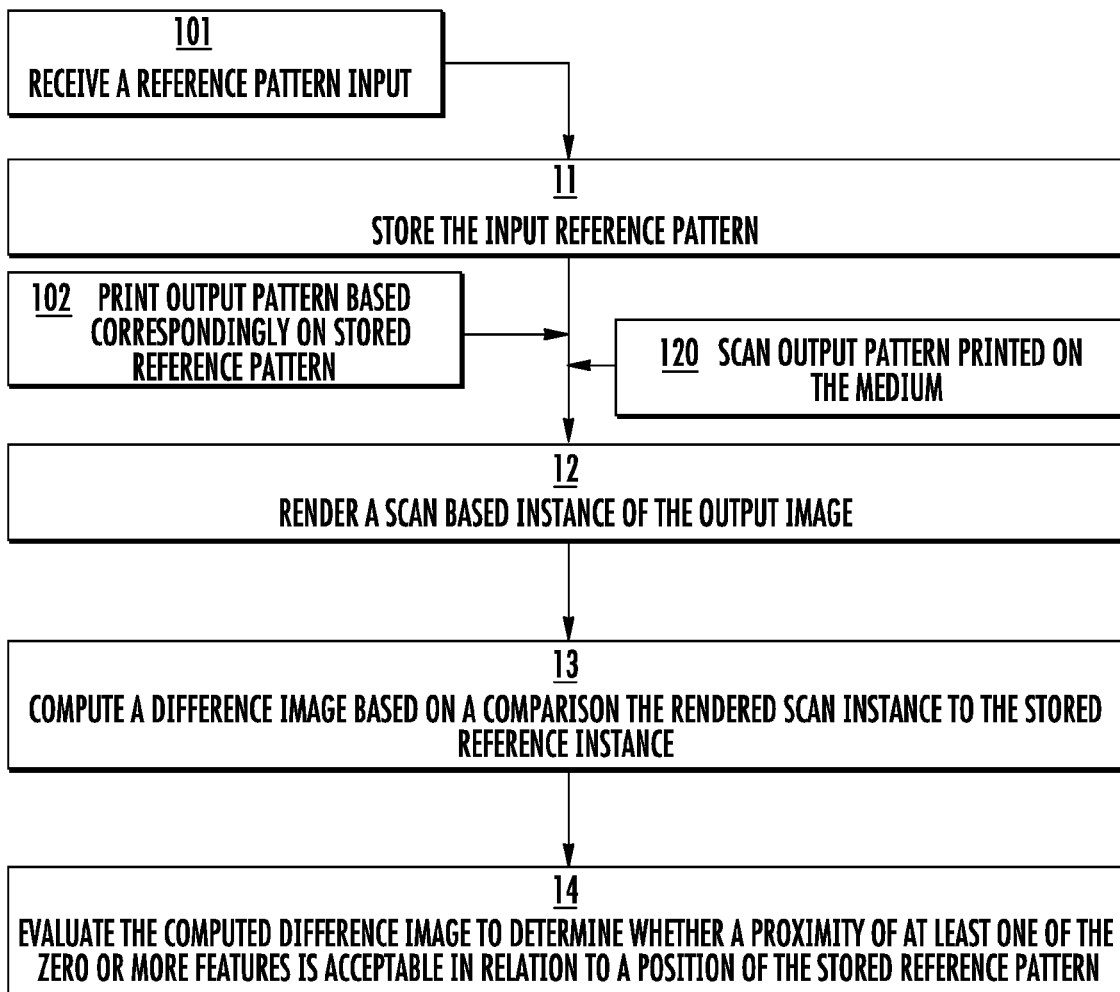 101
RECEIVE A REFERENCE PATTERN INPUT
11
STORE THE INPUT REFERENCE PATTERN
102 PRINT OUTPUT PATTERN BASED
CORRESPONDINGLY ON STORED
REFERENCE PATTERN
120 SCAN OUTPUT PATTERN PRINTED ON
THE MEDIUM
12
RENDER A SCAN BASED INSTANCE OF THE OUTPUT IMAGE
13
COMPUTE A DIFFERENCE IMAGE BASED ON A COMPARISON THE RENDERED SCAN INSTANCE TO THE STORED
REFERENCE INSTANCE
14
EVALUATE THE COMPUTED DIFFERENCE IMAGE TO DETERMINE WHETHER A PROXIMITY OF AT LEAST ONE OF THE
ZERO OR MORE FEATURES IS ACCEPTABLE IN RELATION TO A POSITION OF THE STORED REFERENCE PATTERN